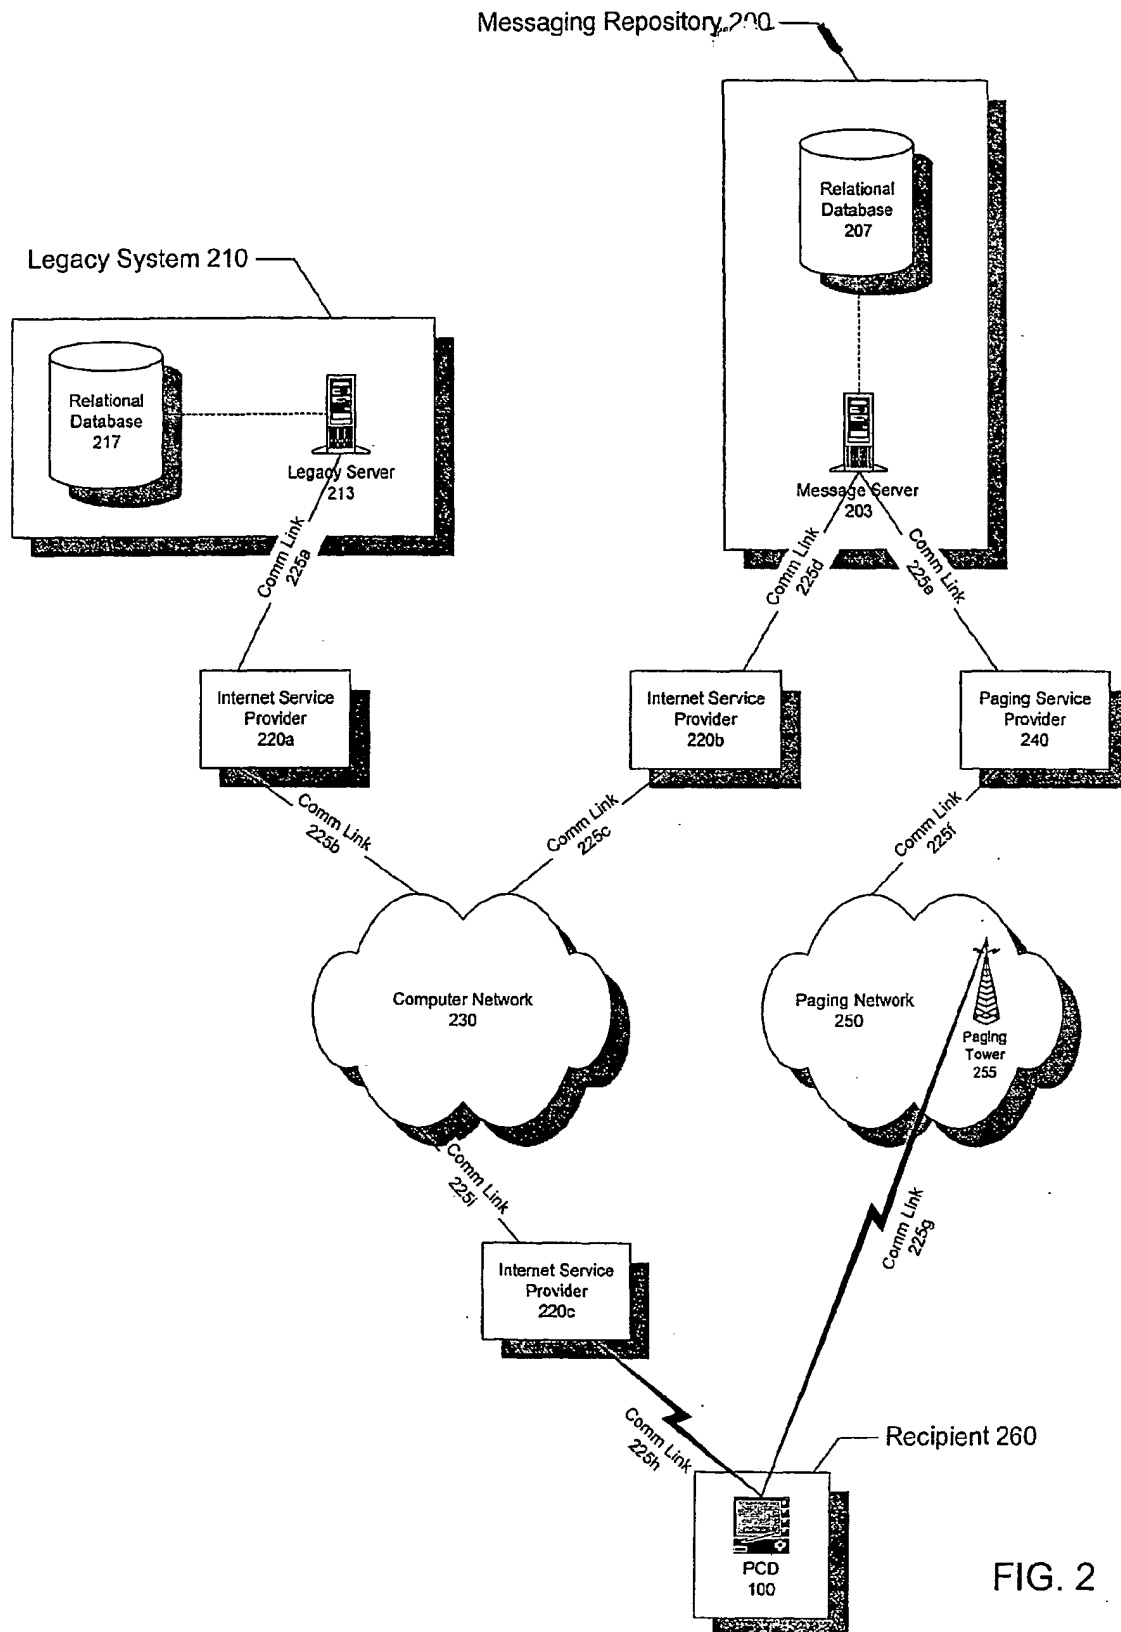 Messaging Repository 200
Relational
Database
207
Legacy System 210
Relational
Database
217
Legacy Server
213
Message Server
203
Comm Link
225a
Comm Link
225d
Comm Link
225e
Internet Service
Provider
220a
Internet Service
Provider
220b
Paging Service
Provider
240
Comm Link
225b
Comm Link
225c
Comm Link
225f
Computer Network
230
Paging Network
250
Paging
Tower
255
Comm Link
225i
Comm Link
225g
Internet Service
Provider
220c
Comm Link
225h
Recipient 260
PCD
100
FIG. 2